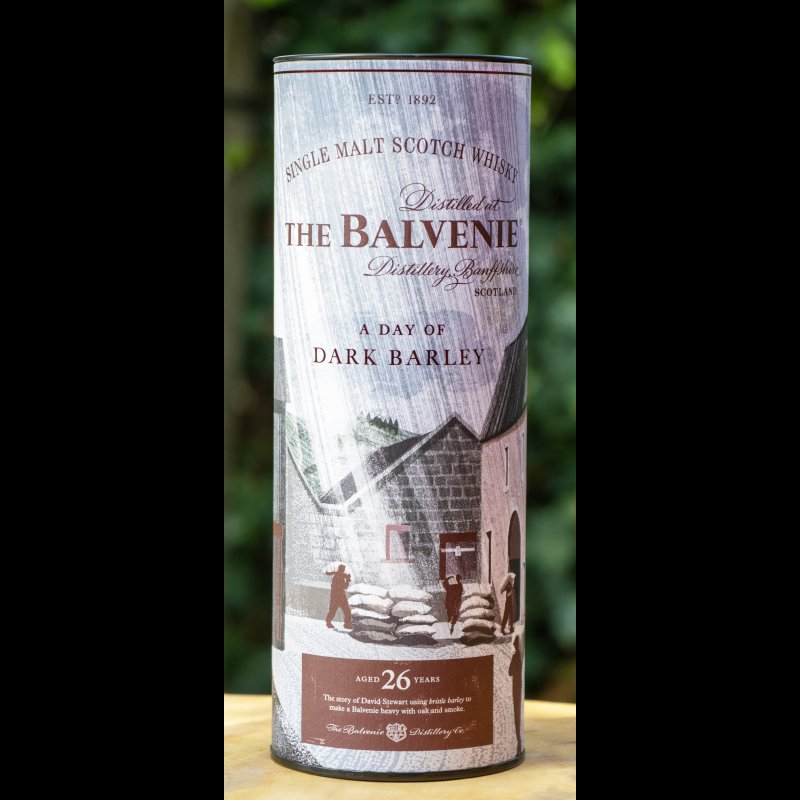 ESTD 1892
SINGLE MALT SCOTCH WHISKY
Distilled at
THE BALVENIE®
Distillery, Banffshire
SCOTLAND
A DAY OF
DARK BARLEY
AGED 26 YEARS
The story of David Stewart using brittle barley to
make a Balvenie heavy with oak and smoke.
The Balvenie Distillery Co.